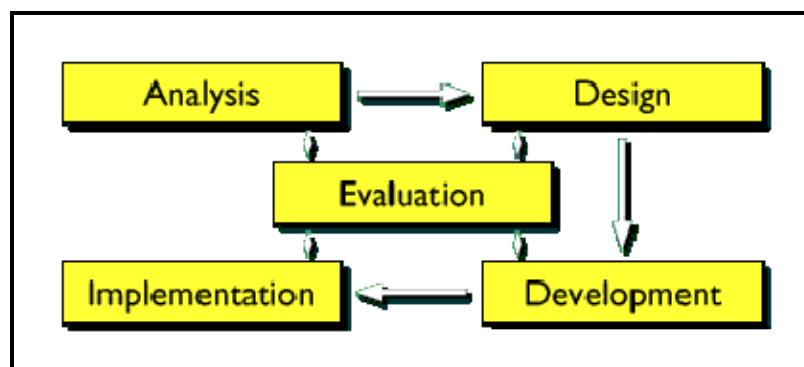 Analysis
Design
Evaluation
Implementation
Development